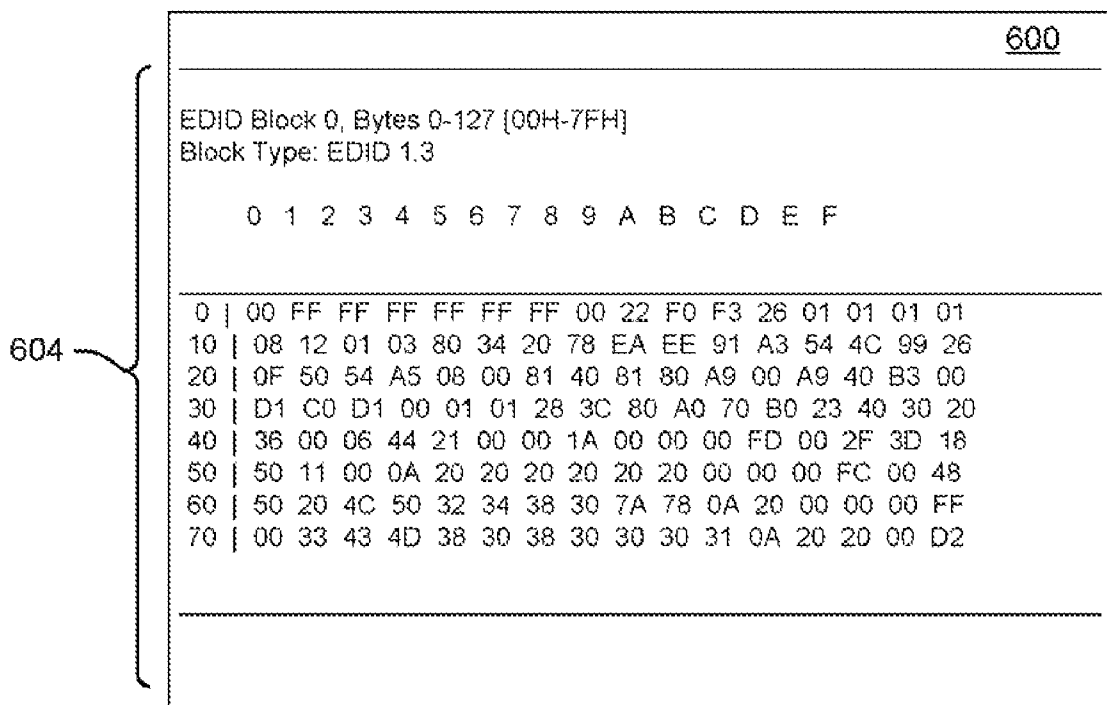 600
EDID Block 0, Bytes 0-127 [00H-7FH]
Block Type: EDID 1.3
0 1 2 3 4 5 6 7 8 9 A B C D E F
0 | 00 FF FF FF FF FF FF 00 22 F0 F3 26 01 01 01 01
604
10 | 08 12 01 03 80 34 20 78 EA EE 91 A3 54 4C 99 26
20 | 0F 50 54 A5 08 00 81 40 81 80 A9 00 A9 40 B3 00
30 | D1 C0 D1 00 01 01 28 3C 80 A0 70 B0 23 40 30 20
40 | 36 00 06 44 21 00 00 1A 00 00 00 FD 00 2F 3D 18
50 | 50 11 00 0A 20 20 20 20 20 20 00 00 00 FC 00 48
60 | 50 20 4C 50 32 34 38 30 7A 78 0A 20 00 00 00 FF
70 | 00 33 43 4D 38 30 38 30 30 30 31 0A 20 20 00 D2